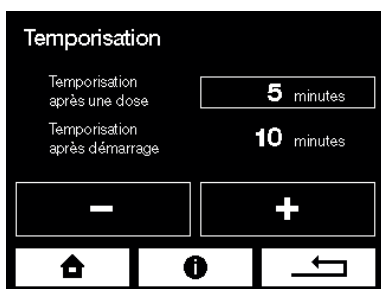 Temporisation
Temporisation
après une dose
5 minutes
Temporisation
après démarrage
10 minutes
− +
i